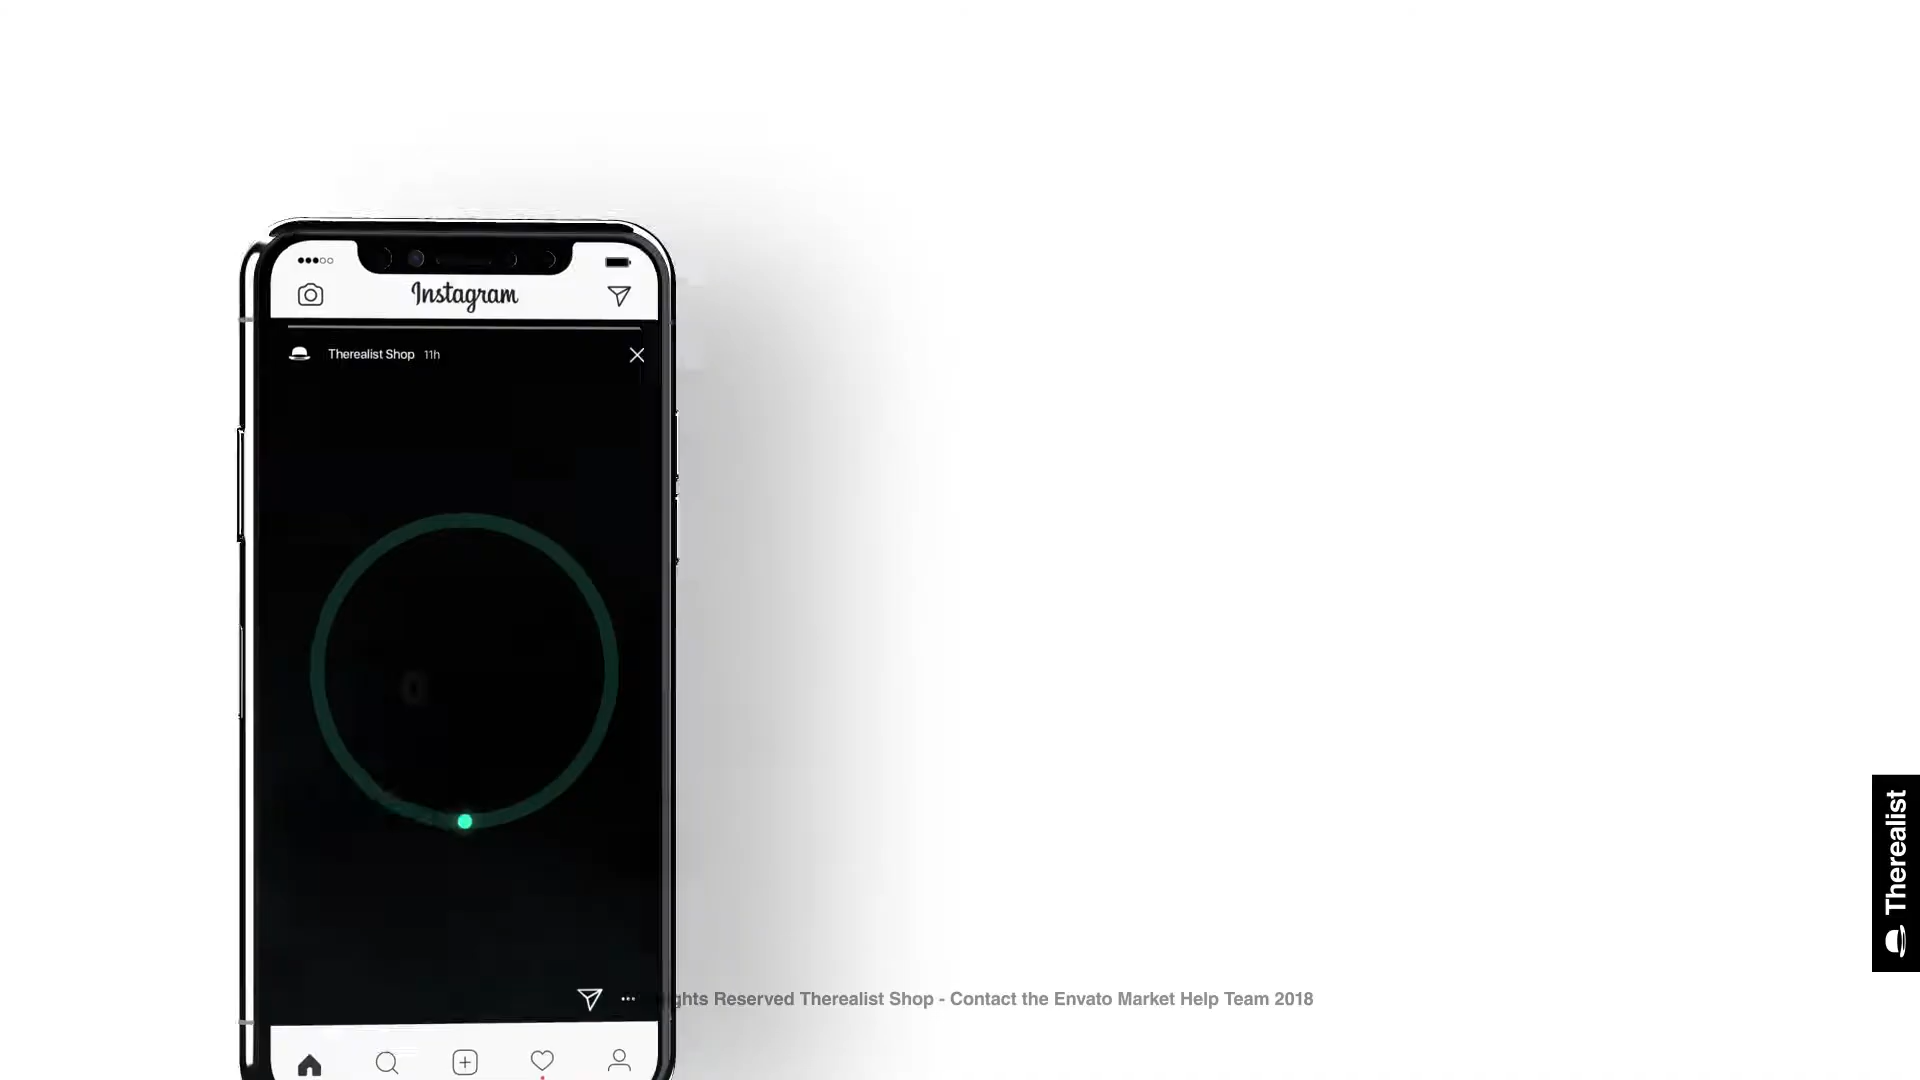 Instagram
Therealist Shop 11h
ghts Reserved Therealist Shop - Contact the Envato Market Help Team 2018
Therealist